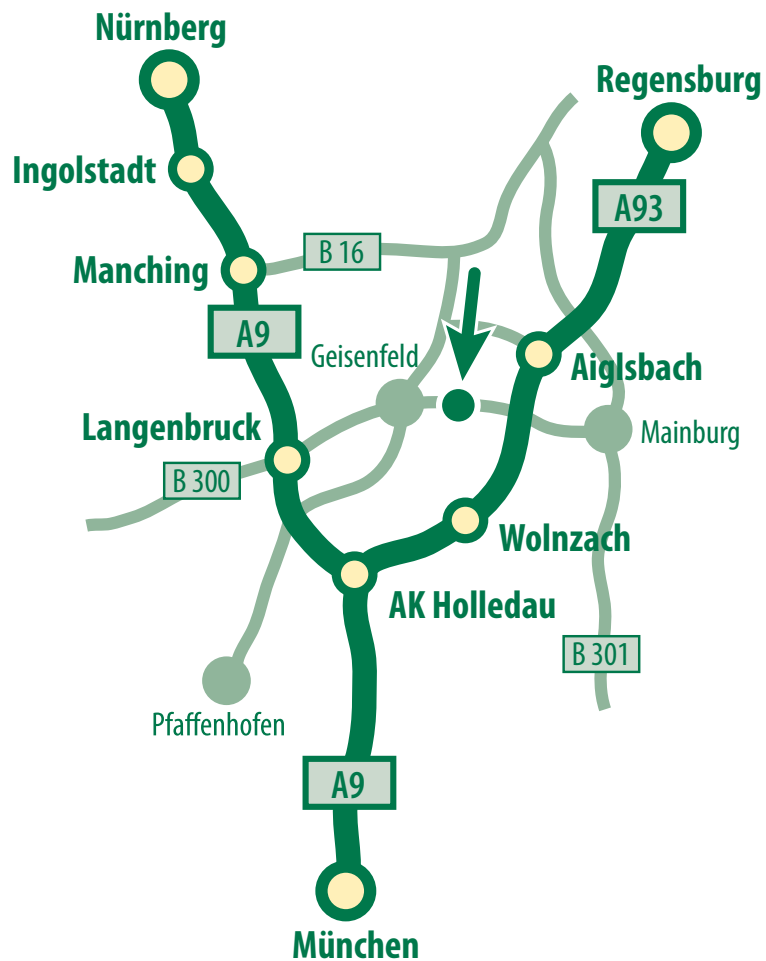 Nürnberg
Regensburg
Ingolstadt
A93
B 16
Manching
A9
Geisenfeld
Aiglsbach
Langenbruck
Mainburg
B 300
Wolnzach
AK Holledau
B 301
Pfaffenhofen
A9
München